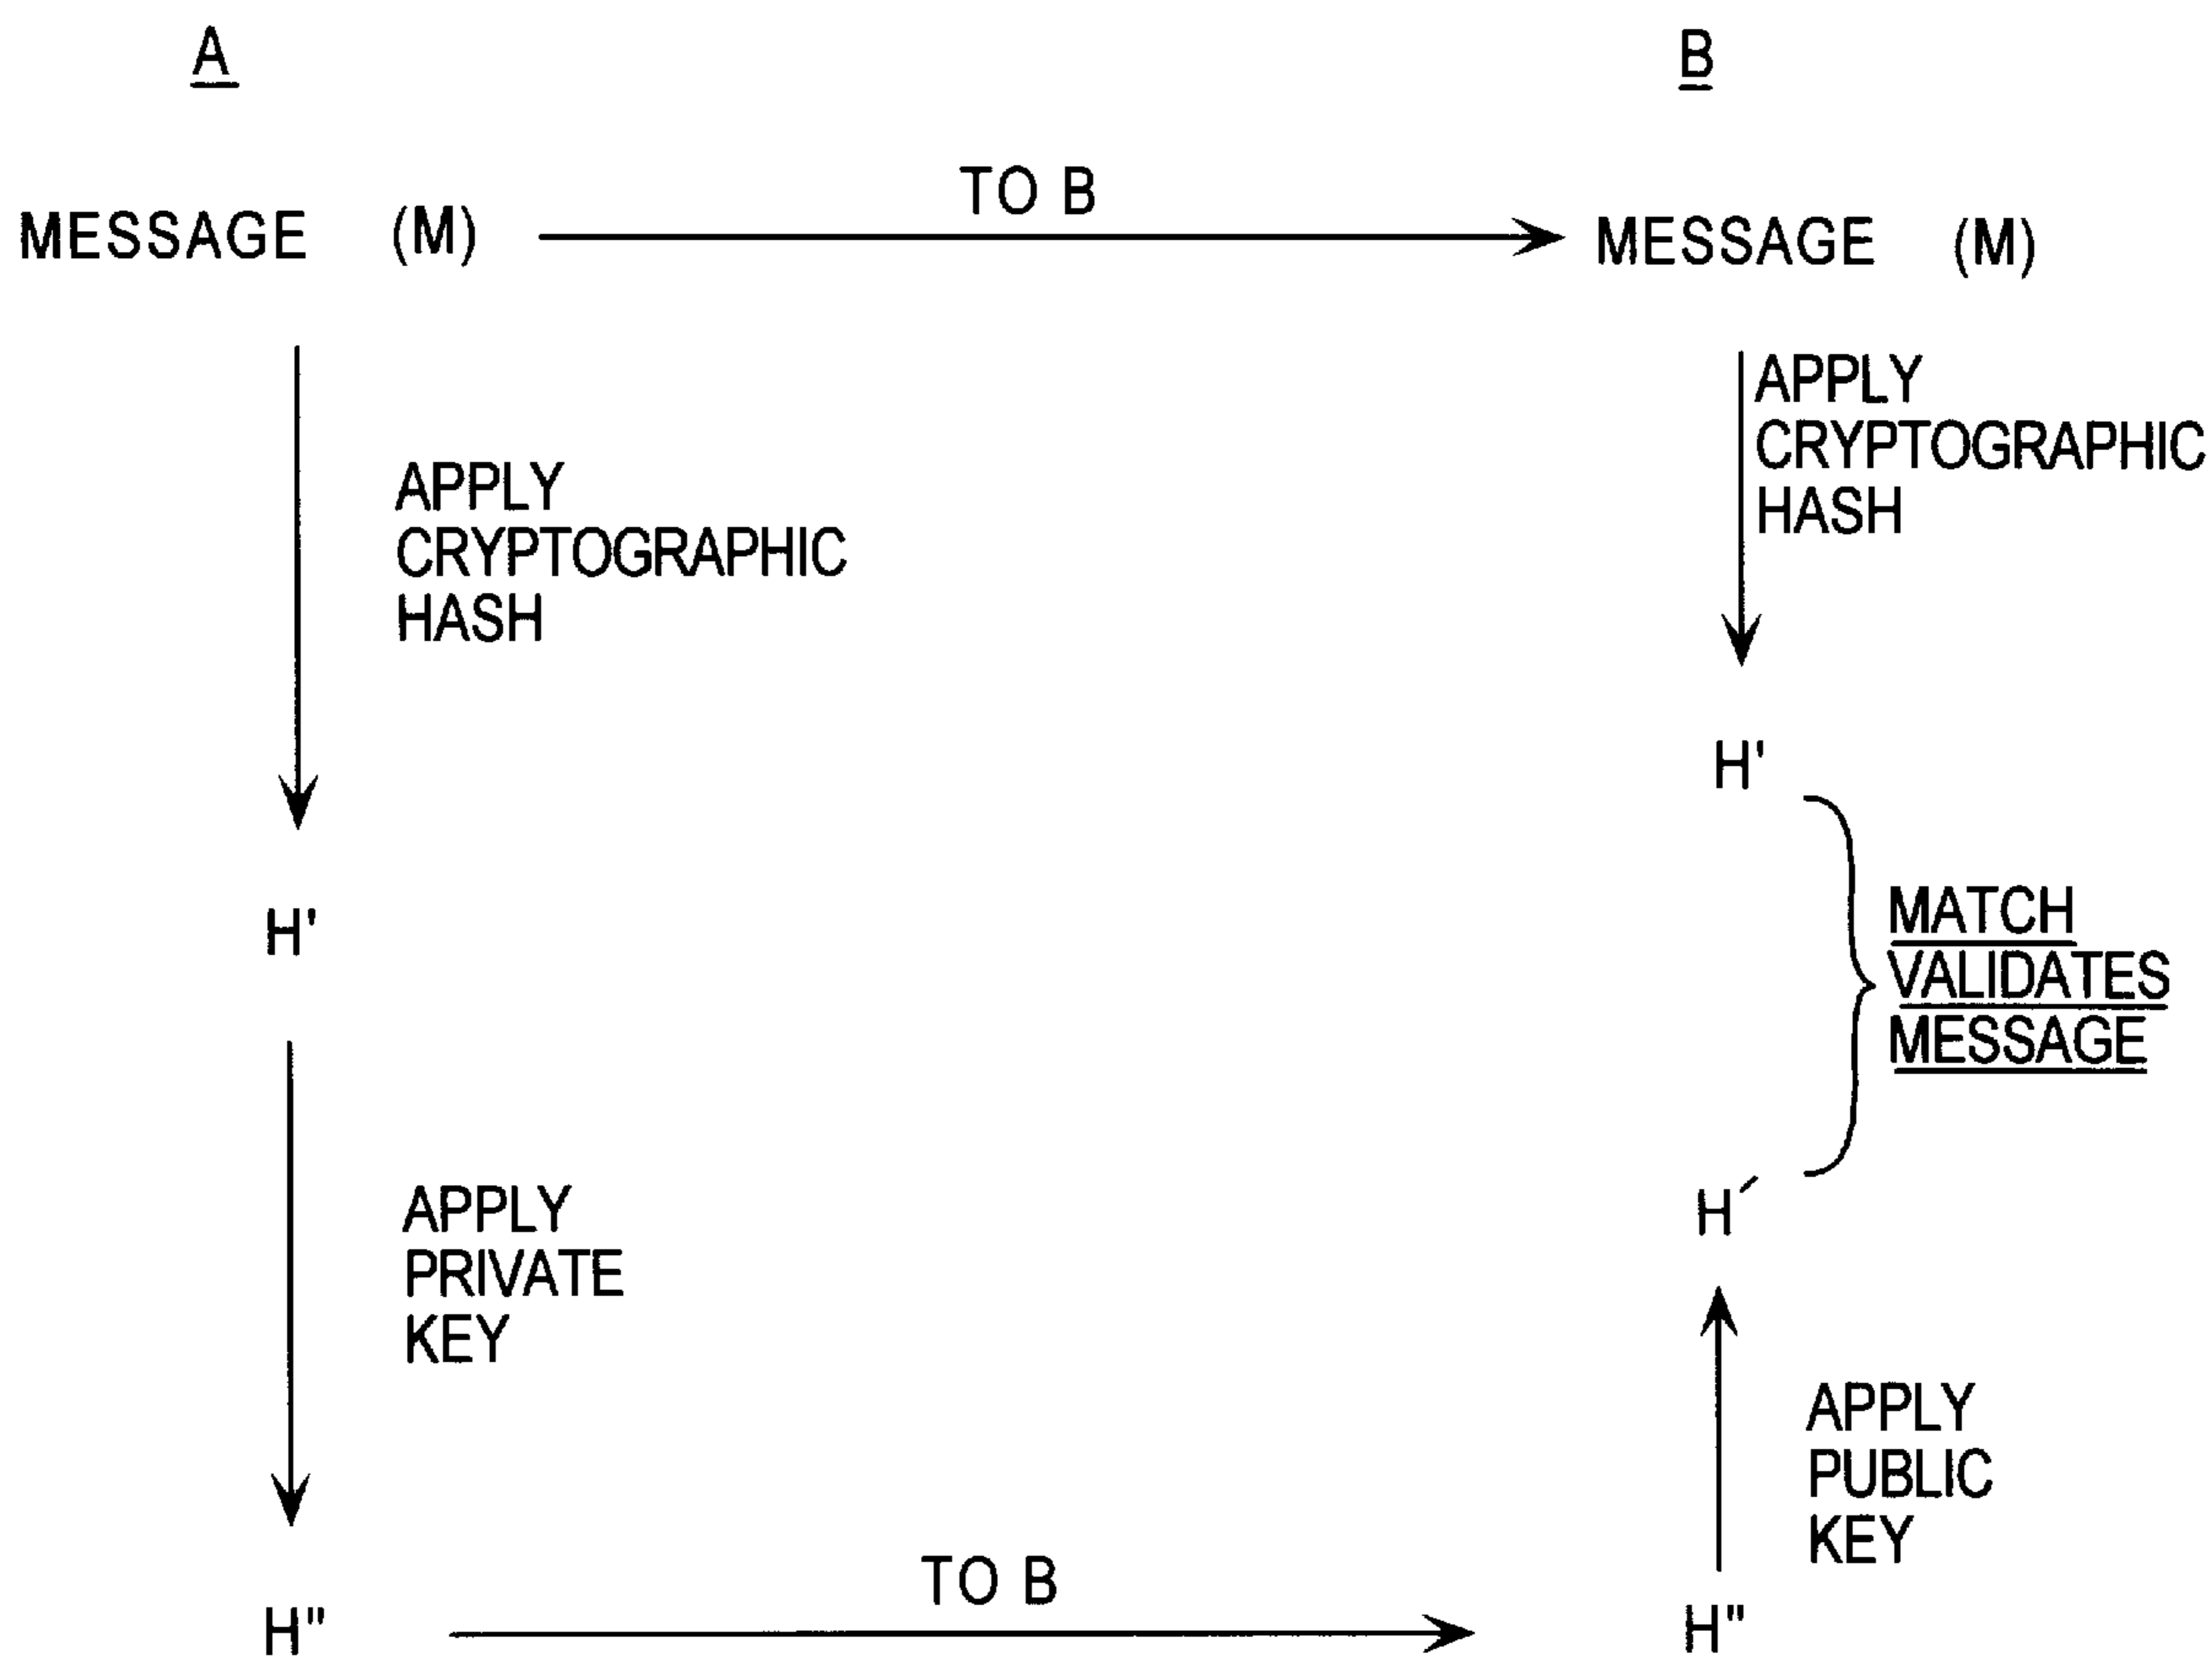 A
B
TO B
MESSAGE (M)
MESSAGE (M)
APPLY
CRYPTOGRAPHIC
HASH
APPLY
CRYPTOGRAPHIC
HASH
H'
H'
MATCH
VALIDATES
MESSAGE
APPLY
PRIVATE
KEY
H´
APPLY
PUBLIC
KEY
TO B
H"
H"